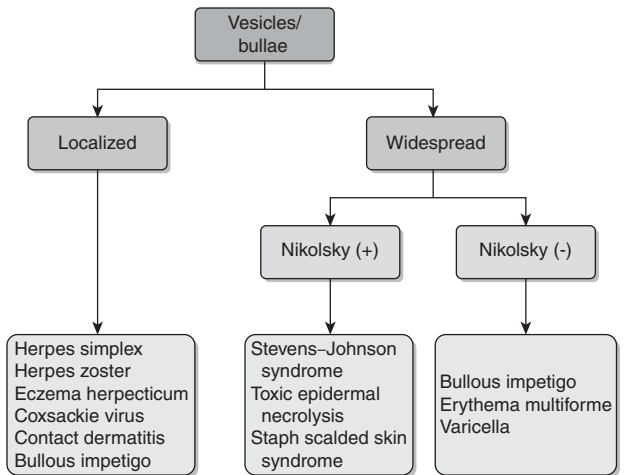 Vesicles/
bullae
Localized
Widespread
Nikolsky (+)
Nikolsky (-)
Herpes simplex
Herpes zoster
Eczema herpecticum
Coxsackie virus
Contact dermatitis
Bullous impetigo
Stevens–Johnson
syndrome
Toxic epidermal
necrolysis
Staph scalded skin
syndrome
Bullous impetigo
Erythema multiforme
Varicella